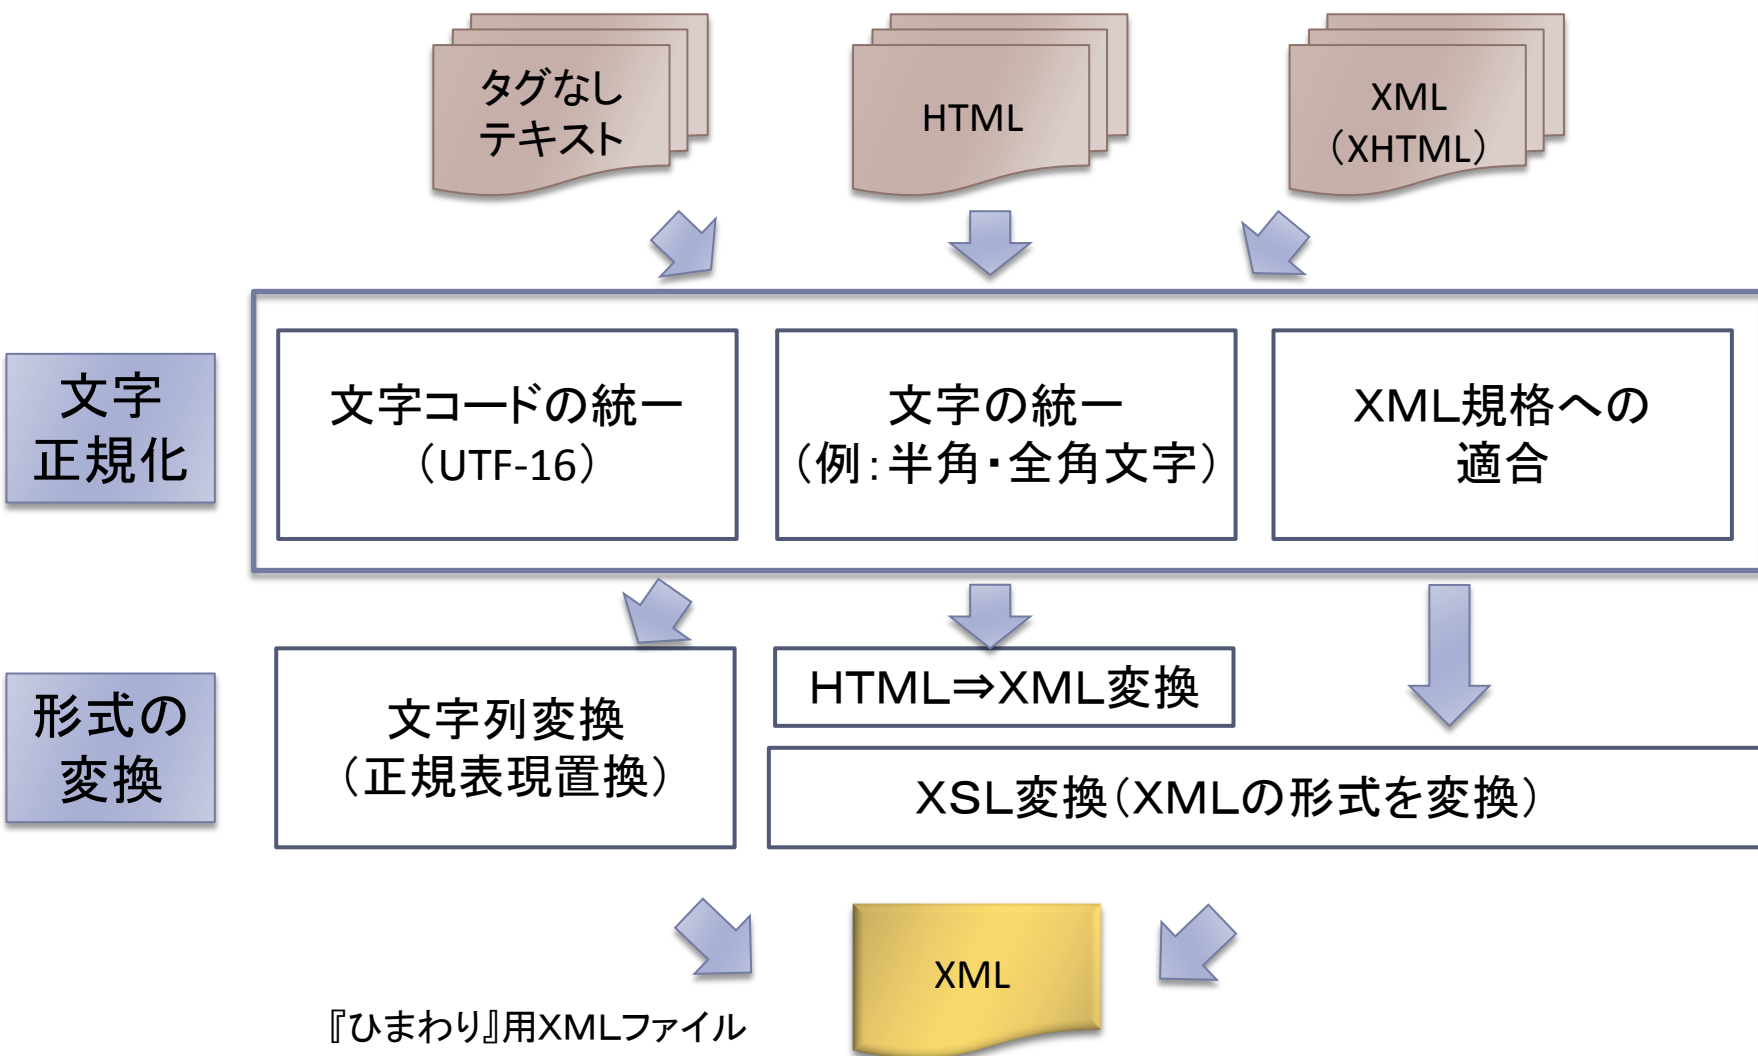 タグなし
テキスト
HTML
XML
（XHTML）
文字
正規化
文字コードの統一
（UTF-16）
文字の統一
（例：半角・全角文字）
XML規格への
適合
形式の
変換
文字列変換
（正規表現置換）
HTML⇒XML変換
XSL変換（XMLの形式を変換）
XML
『ひまわり』用XMLファイル